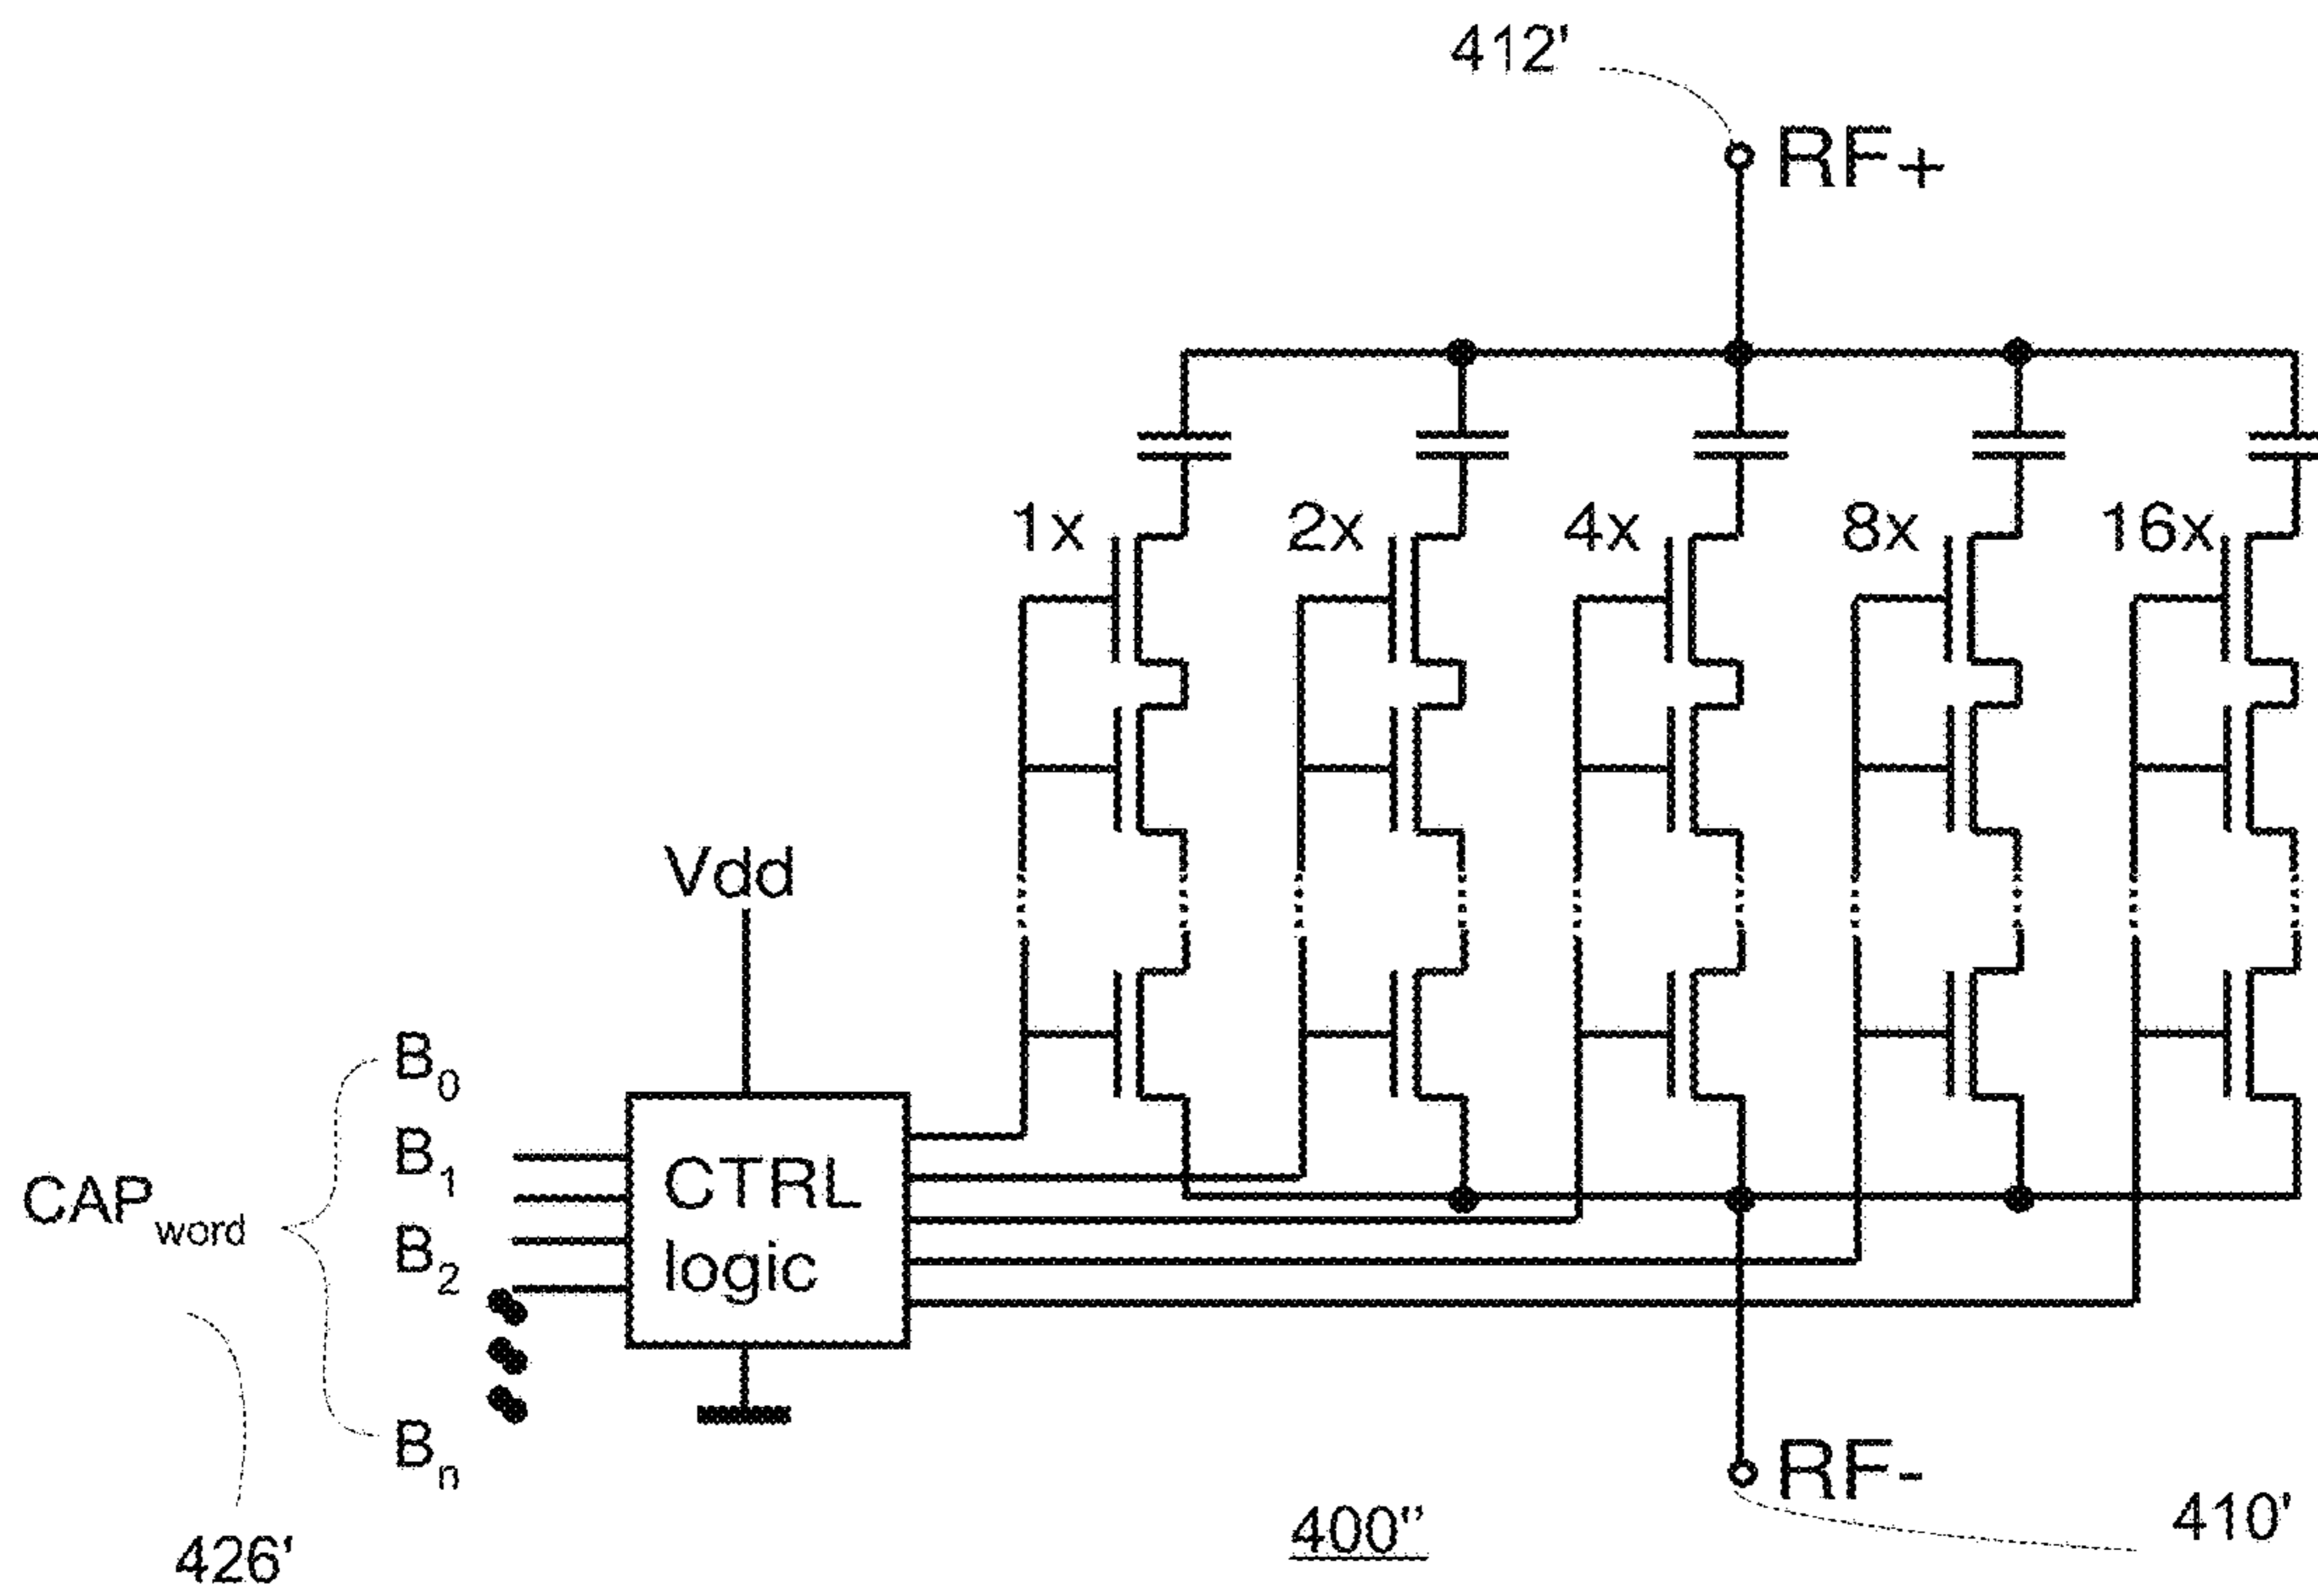 412'
RF+
1x 2x 4x 8x 16x
Vdd
B0
B1
CAPword
B2
Bn
CTRL
logic
RF-
410'
400"
426'